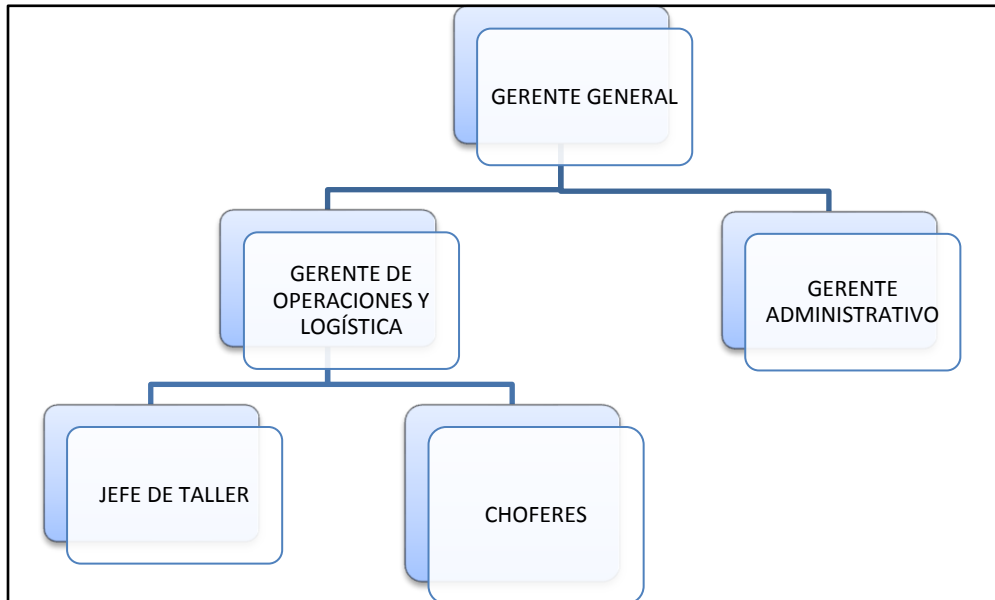 GERENTE GENERAL
GERENTE DE
OPERACIONES Y
LOGÍSTICA
GERENTE
ADMINISTRATIVO
JEFE DE TALLER
CHOFERES